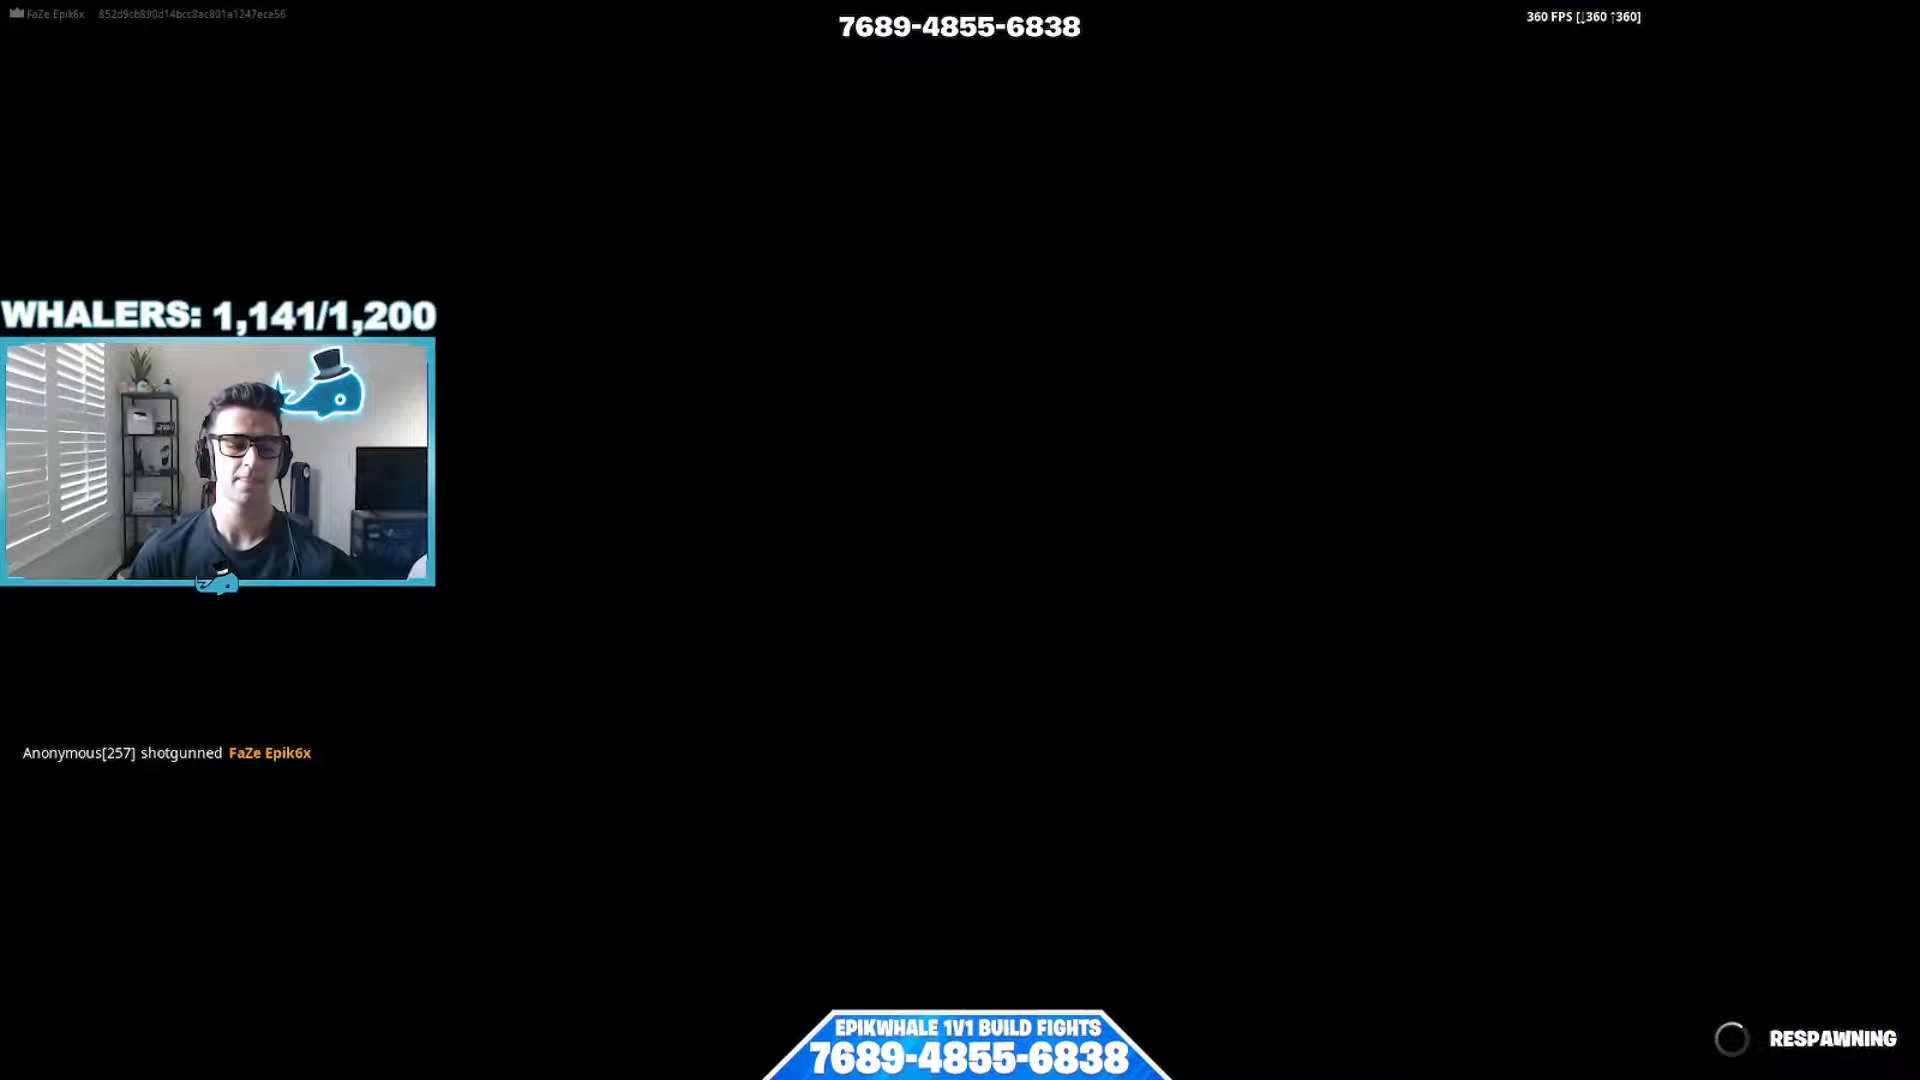 FaZe Epik6x 852d9cb890d14bcc8ac801a1247ece56
7689-4855-6838
360 FPS [↓360 ↑360]
WHALERS: 1,141/1,200
Anonymous[257] shotgunned FaZe Epik6x
EPIKWHALE 1V1 BUILD FIGHTS
7689-4855-6838
RESPAWNING